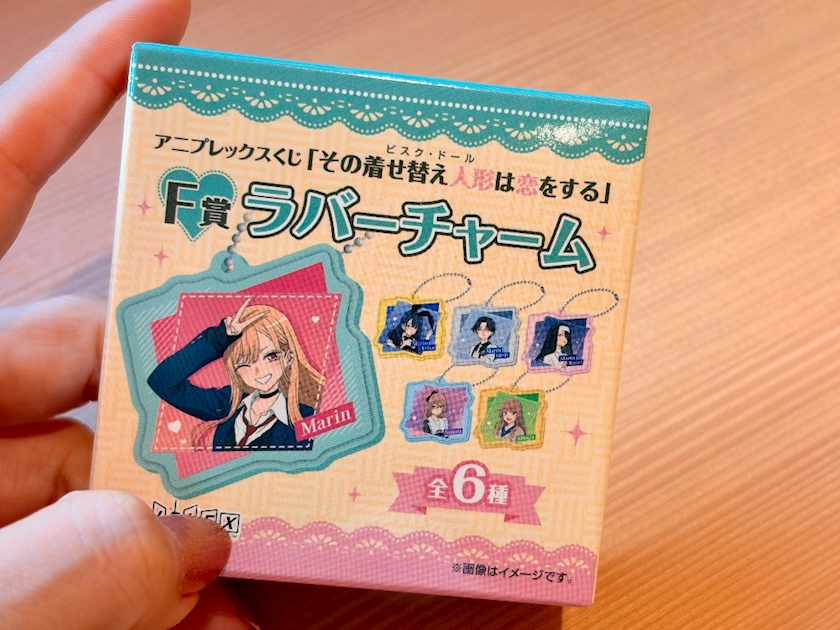 ビスク・ドール
アニプレックスくじ「その着せ替え人形は恋をする」
F賞 ラバーチャーム
Marin
全6種
※画像はイメージです。